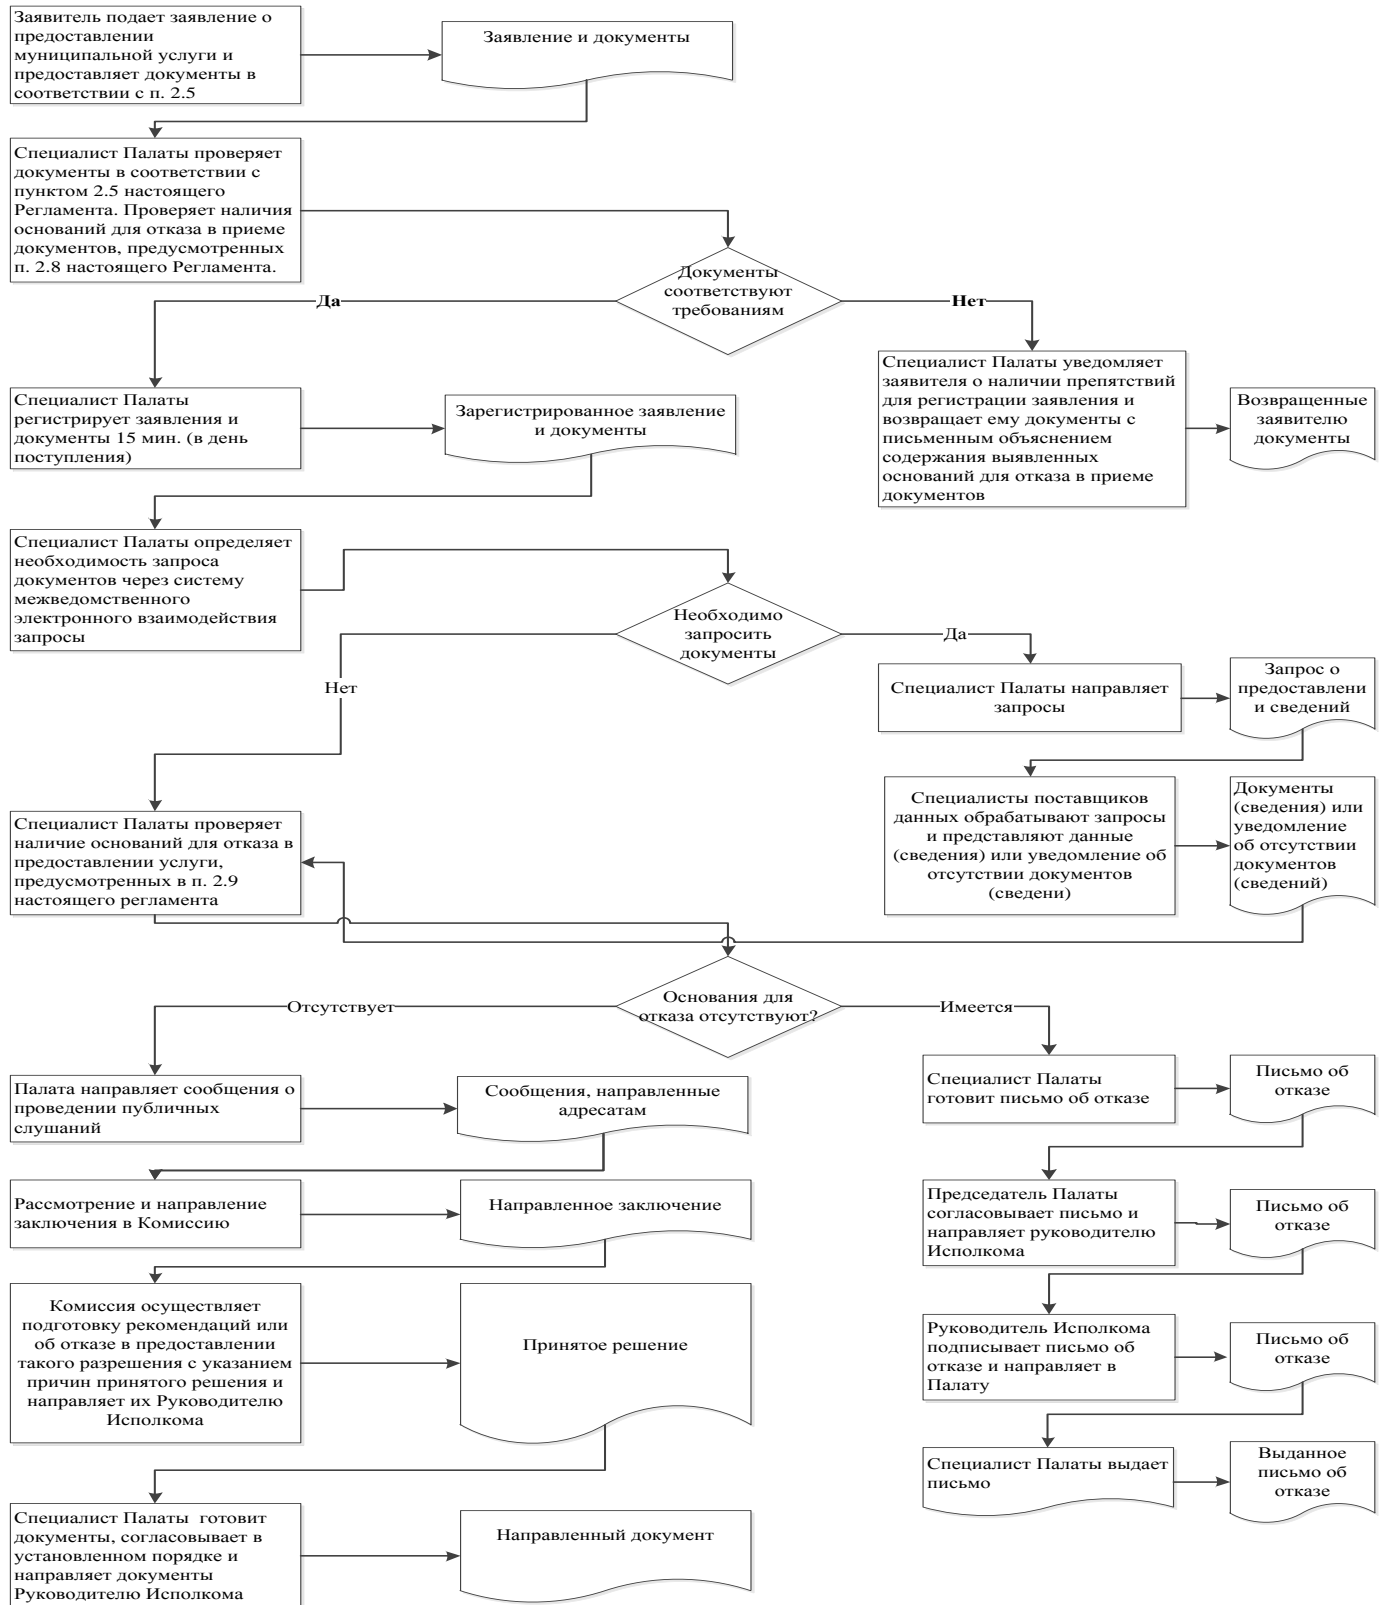 Заявитель подает заявление о
предоставлении
муниципальной услуги и
предоставляет документы в
соответствии с п. 2.5
Заявление и документы
Специалист Палаты проверяет
документы в соответствии с
пунктом 2.5 настоящего
Регламента. Проверяет наличия
оснований для отказа в приеме
документов, предусмотренных
п. 2.8 настоящего Регламента.
Документы
соответствуют
требованиям
Да
Нет
Специалист Палаты
регистрирует заявления и
документы 15 мин. (в день
поступления)
Зарегистрированное заявление
и документы
Специалист Палаты уведомляет
заявителя о наличии препятствий
для регистрации заявления и
возвращает ему документы с
письменным объяснением
содержания выявленных
оснований для отказа в приеме
документов
Возвращенные
заявителю
документы
Специалист Палаты определяет
необходимость запроса
документов через систему
межведомственного
электронного взаимодействия
запросы
Необходимо
запросить
документы
Да
Нет
Специалист Палаты направляет
запросы
Запрос о
предоставлени
и сведений
Специалисты поставщиков
данных обрабатывают запросы
и представляют данные
(сведения) или уведомление об
отсутствии документов
(сведени)
Документы
(сведения) или
уведомление
об отсутствии
документов
(сведений)
Специалист Палаты проверяет
наличие оснований для отказа в
предоставлении услуги,
предусмотренных в п. 2.9
настоящего регламента
Основания для
отказа отсутствуют?
Отсутствует
Имеется
Палата направляет сообщения о
проведении публичных
слушаний
Сообщения, направленные
адресатам
Специалист Палаты
готовит письмо об отказе
Письмо об
отказе
Рассмотрение и направление
заключения в Комиссию
Направленное заключение
Председатель Палаты
согласовывает письмо и
направляет руководителю
Исполкома
Письмо об
отказе
Комиссия осуществляет
подготовку рекомендаций или
об отказе в предоставлении
такого разрешения с указанием
причин принятого решения и
направляет их Руководителю
Исполкома
Принятое решение
Руководитель Исполкома
подписывает письмо об
отказе и направляет в
Палату
Письмо об
отказе
Специалист Палаты выдает
письмо
Выданное
письмо об
отказе
Специалист Палаты  готовит
документы, согласовывает в
установленном порядке и
направляет документы
Руководителю Исполкома
Направленный документ